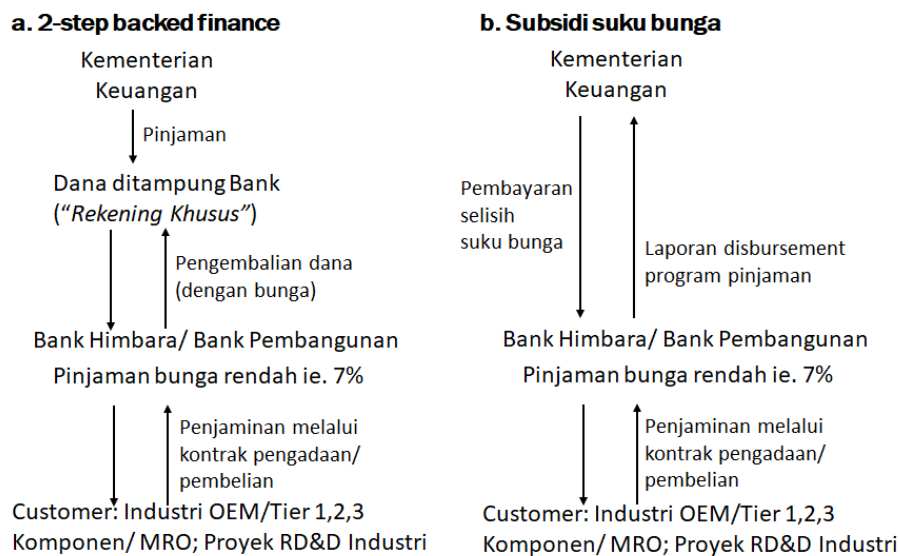 a. 2-step backed finance
Kementerian
Keuangan
Pinjaman
Dana ditampung Bank
(“Rekening Khusus”)
Pengembalian dana
(dengan bunga)
Bank Himbara/ Bank Pembangunan
Pinjaman bunga rendah ie. 7%
Penjaminan melalui
kontrak pengadaan/
pembelian
Customer: Industri OEM/Tier 1,2,3
Komponen/ MRO; Proyek RD&D Industri
b. Subsidi suku bunga
Kementerian
Keuangan
Pembayaran
selisih
suku bunga
Laporan disbursement
program pinjaman
Bank Himbara/ Bank Pembangunan
Pinjaman bunga rendah ie. 7%
Penjaminan melalui
kontrak pengadaan/
pembelian
Customer: Industri OEM/Tier 1,2,3
Komponen/ MRO; Proyek RD&D Industri